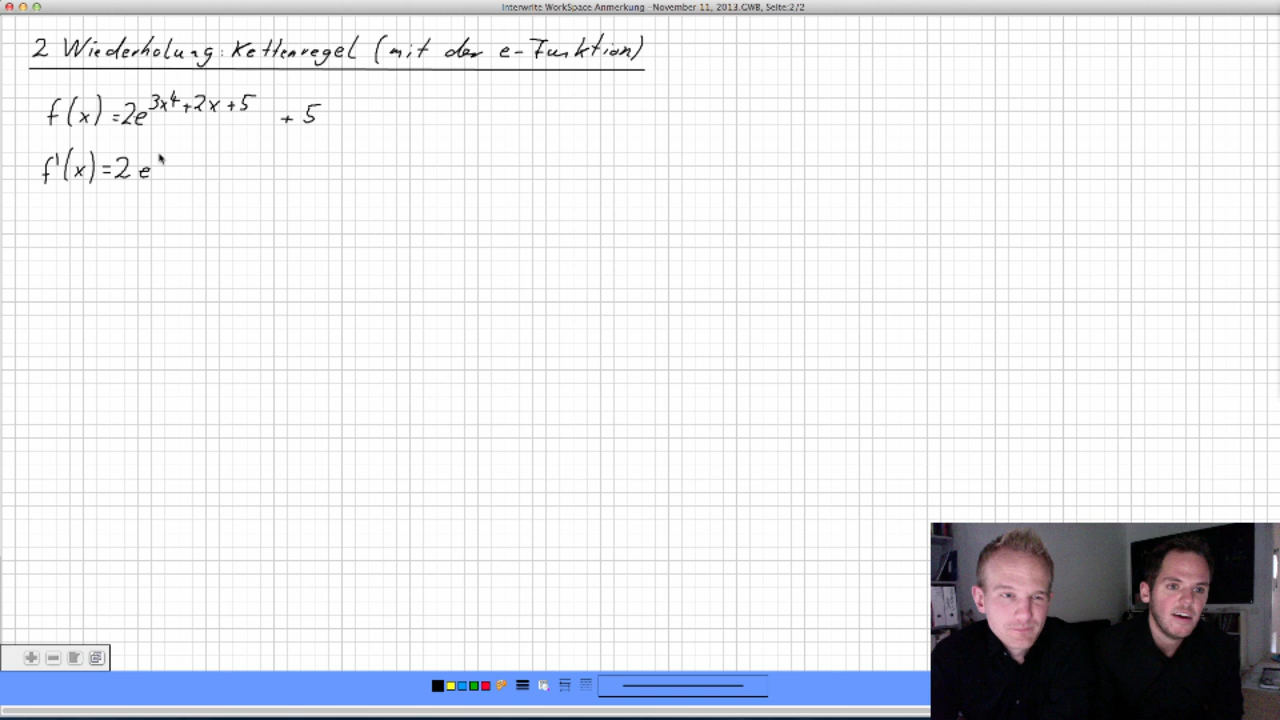 Interwrite WorkSpace Anmerkung -November 11, 2013.GWB, Seite:2/2
2 Wiederholung: Kettenregel (mit der e-Funktion)
f(x) =2e^{3x^4+2x+5} + 5
f'(x) =2 e